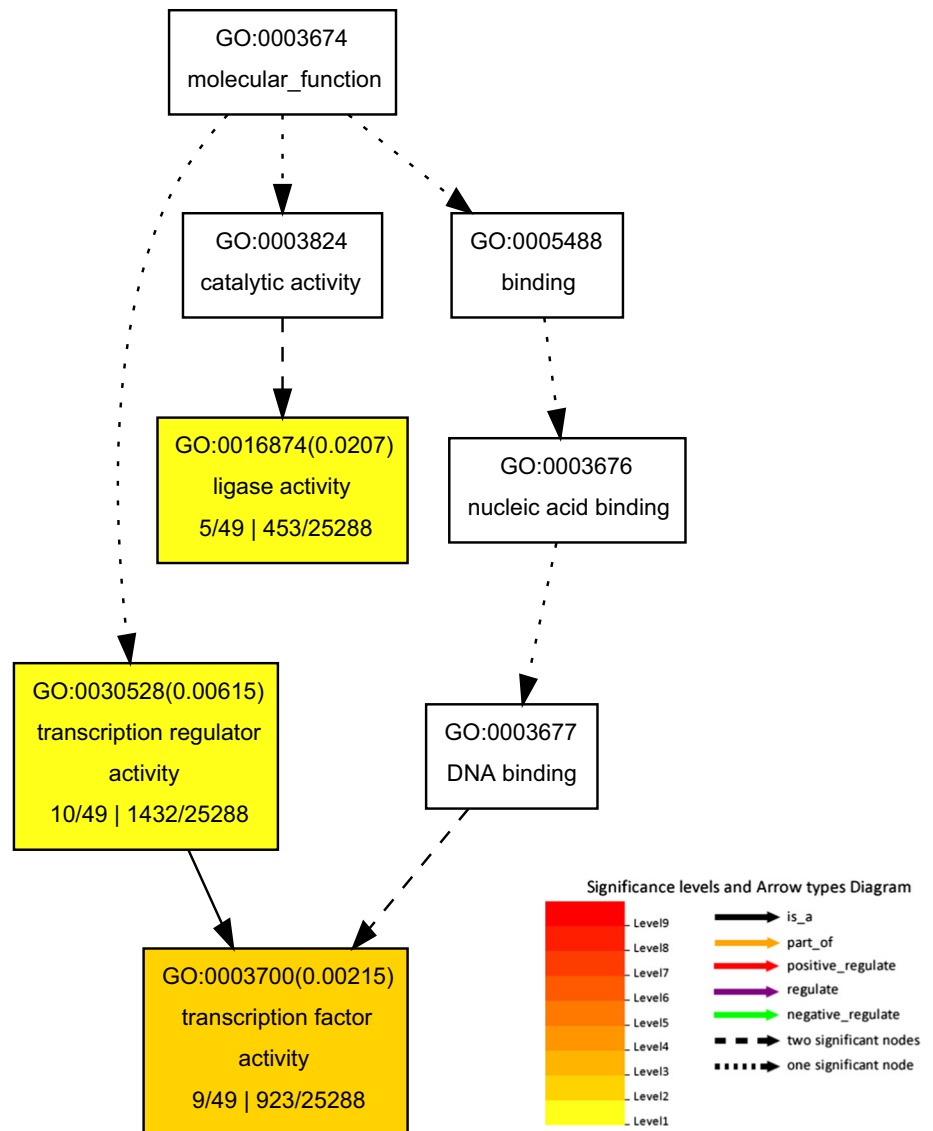 GO:0003674
molecular_function
GO:0003824
catalytic activity
GO:0005488
binding
GO:0016874(0.0207)
ligase activity
5/49 | 453/25288
GO:0003676
nucleic acid binding
GO:0030528(0.00615)
transcription regulator
activity
10/49 | 1432/25288
GO:0003677
DNA binding
GO:0003700(0.00215)
transcription factor
activity
9/49 | 923/25288
Significance levels and Arrow types Diagram
Level9
Level8
Level7
Level6
Level5
Level4
Level3
Level2
Level1
is_a
part_of
positive_regulate
regulate
negative_regulate
two significant nodes
one significant node